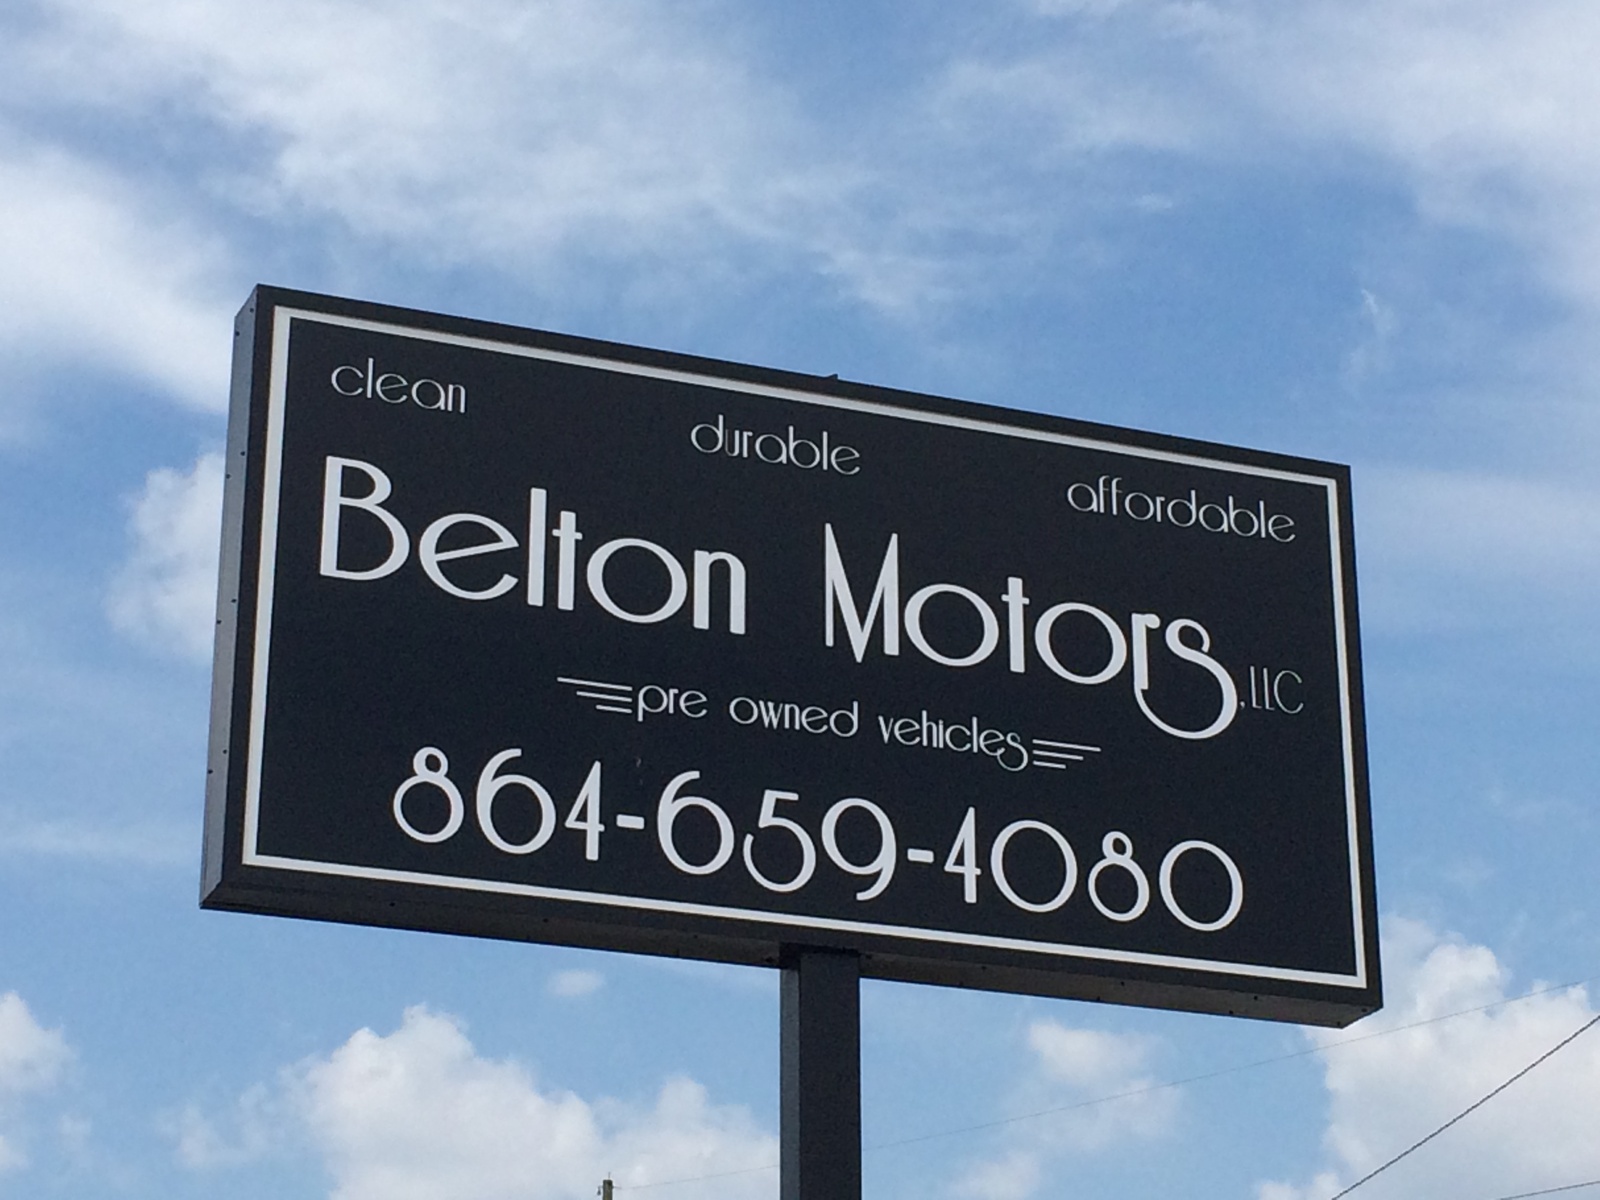 clean durable affordable
Belton Motors, LLC
pre owned vehicles
864-659-4080